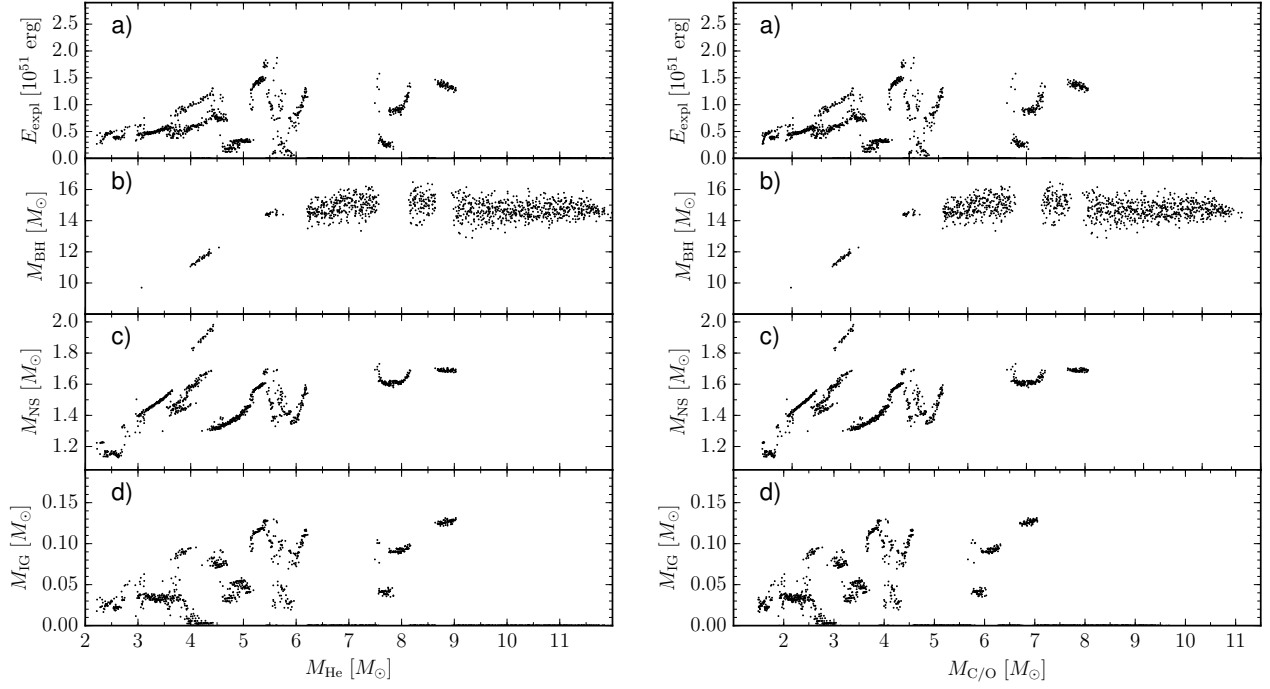 a)
E_expl [10^51 erg]
2.5
2.0
1.5
1.0
0.5
0.0
b)
M_BH [M_⊙]
16
14
12
10
c)
M_NS [M_⊙]
2.0
1.8
1.6
1.4
1.2
d)
M_IG [M_⊙]
0.15
0.10
0.05
0.00
2 3 4 5 6 7 8 9 10 11
M_He [M_⊙]
a)
E_expl [10^51 erg]
2.5
2.0
1.5
1.0
0.5
0.0
b)
M_BH [M_⊙]
16
14
12
10
c)
M_NS [M_⊙]
2.0
1.8
1.6
1.4
1.2
d)
M_IG [M_⊙]
0.15
0.10
0.05
0.00
2 3 4 5 6 7 8 9 10 11
M_C/O [M_⊙]